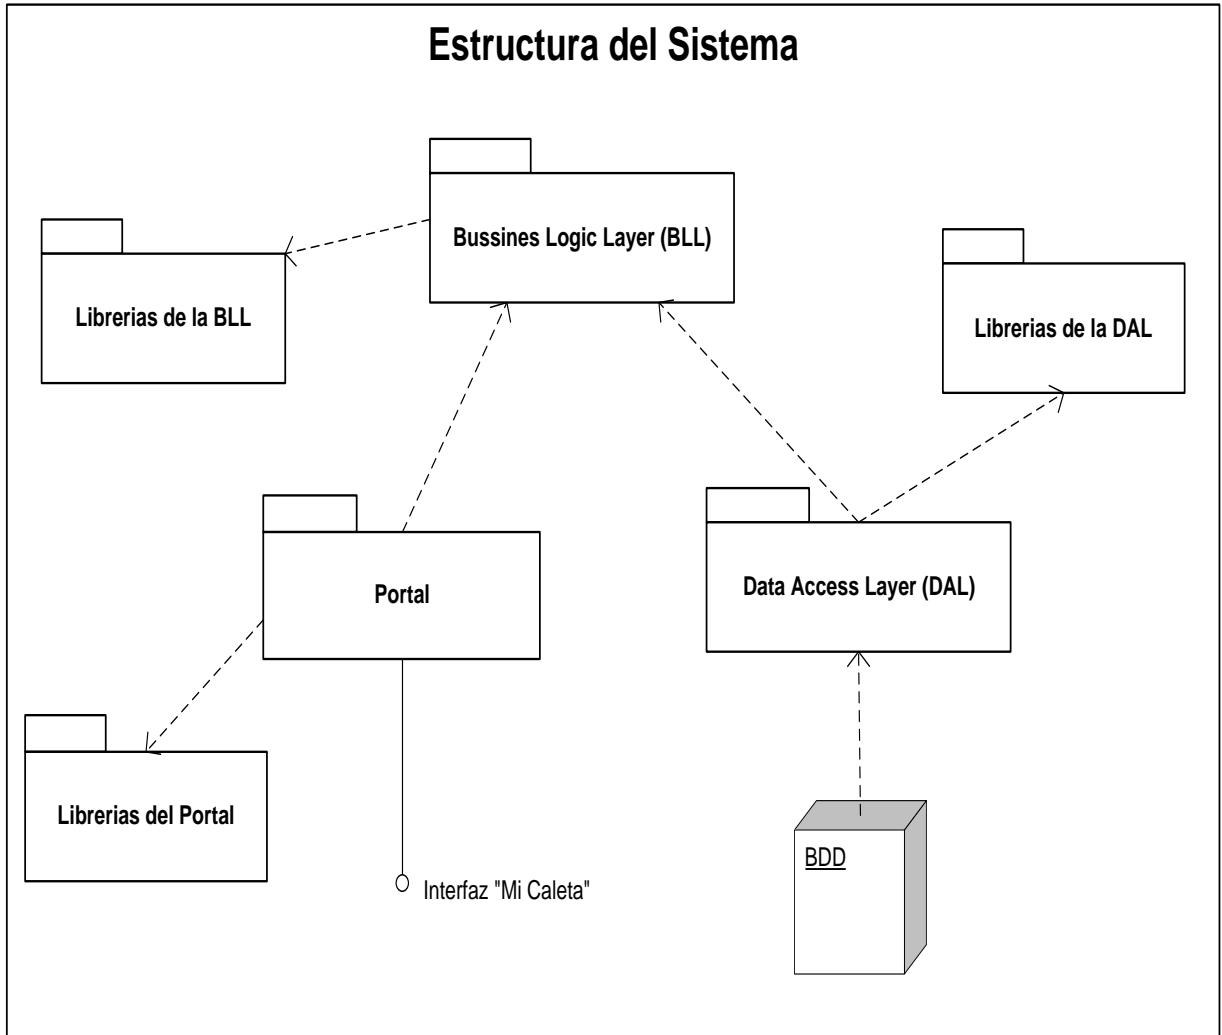 Estructura del Sistema
Bussines Logic Layer (BLL)
Librerias de la BLL
Librerias de la DAL
Portal
Data Access Layer (DAL)
Librerias del Portal
BDD
Interfaz "Mi Caleta"